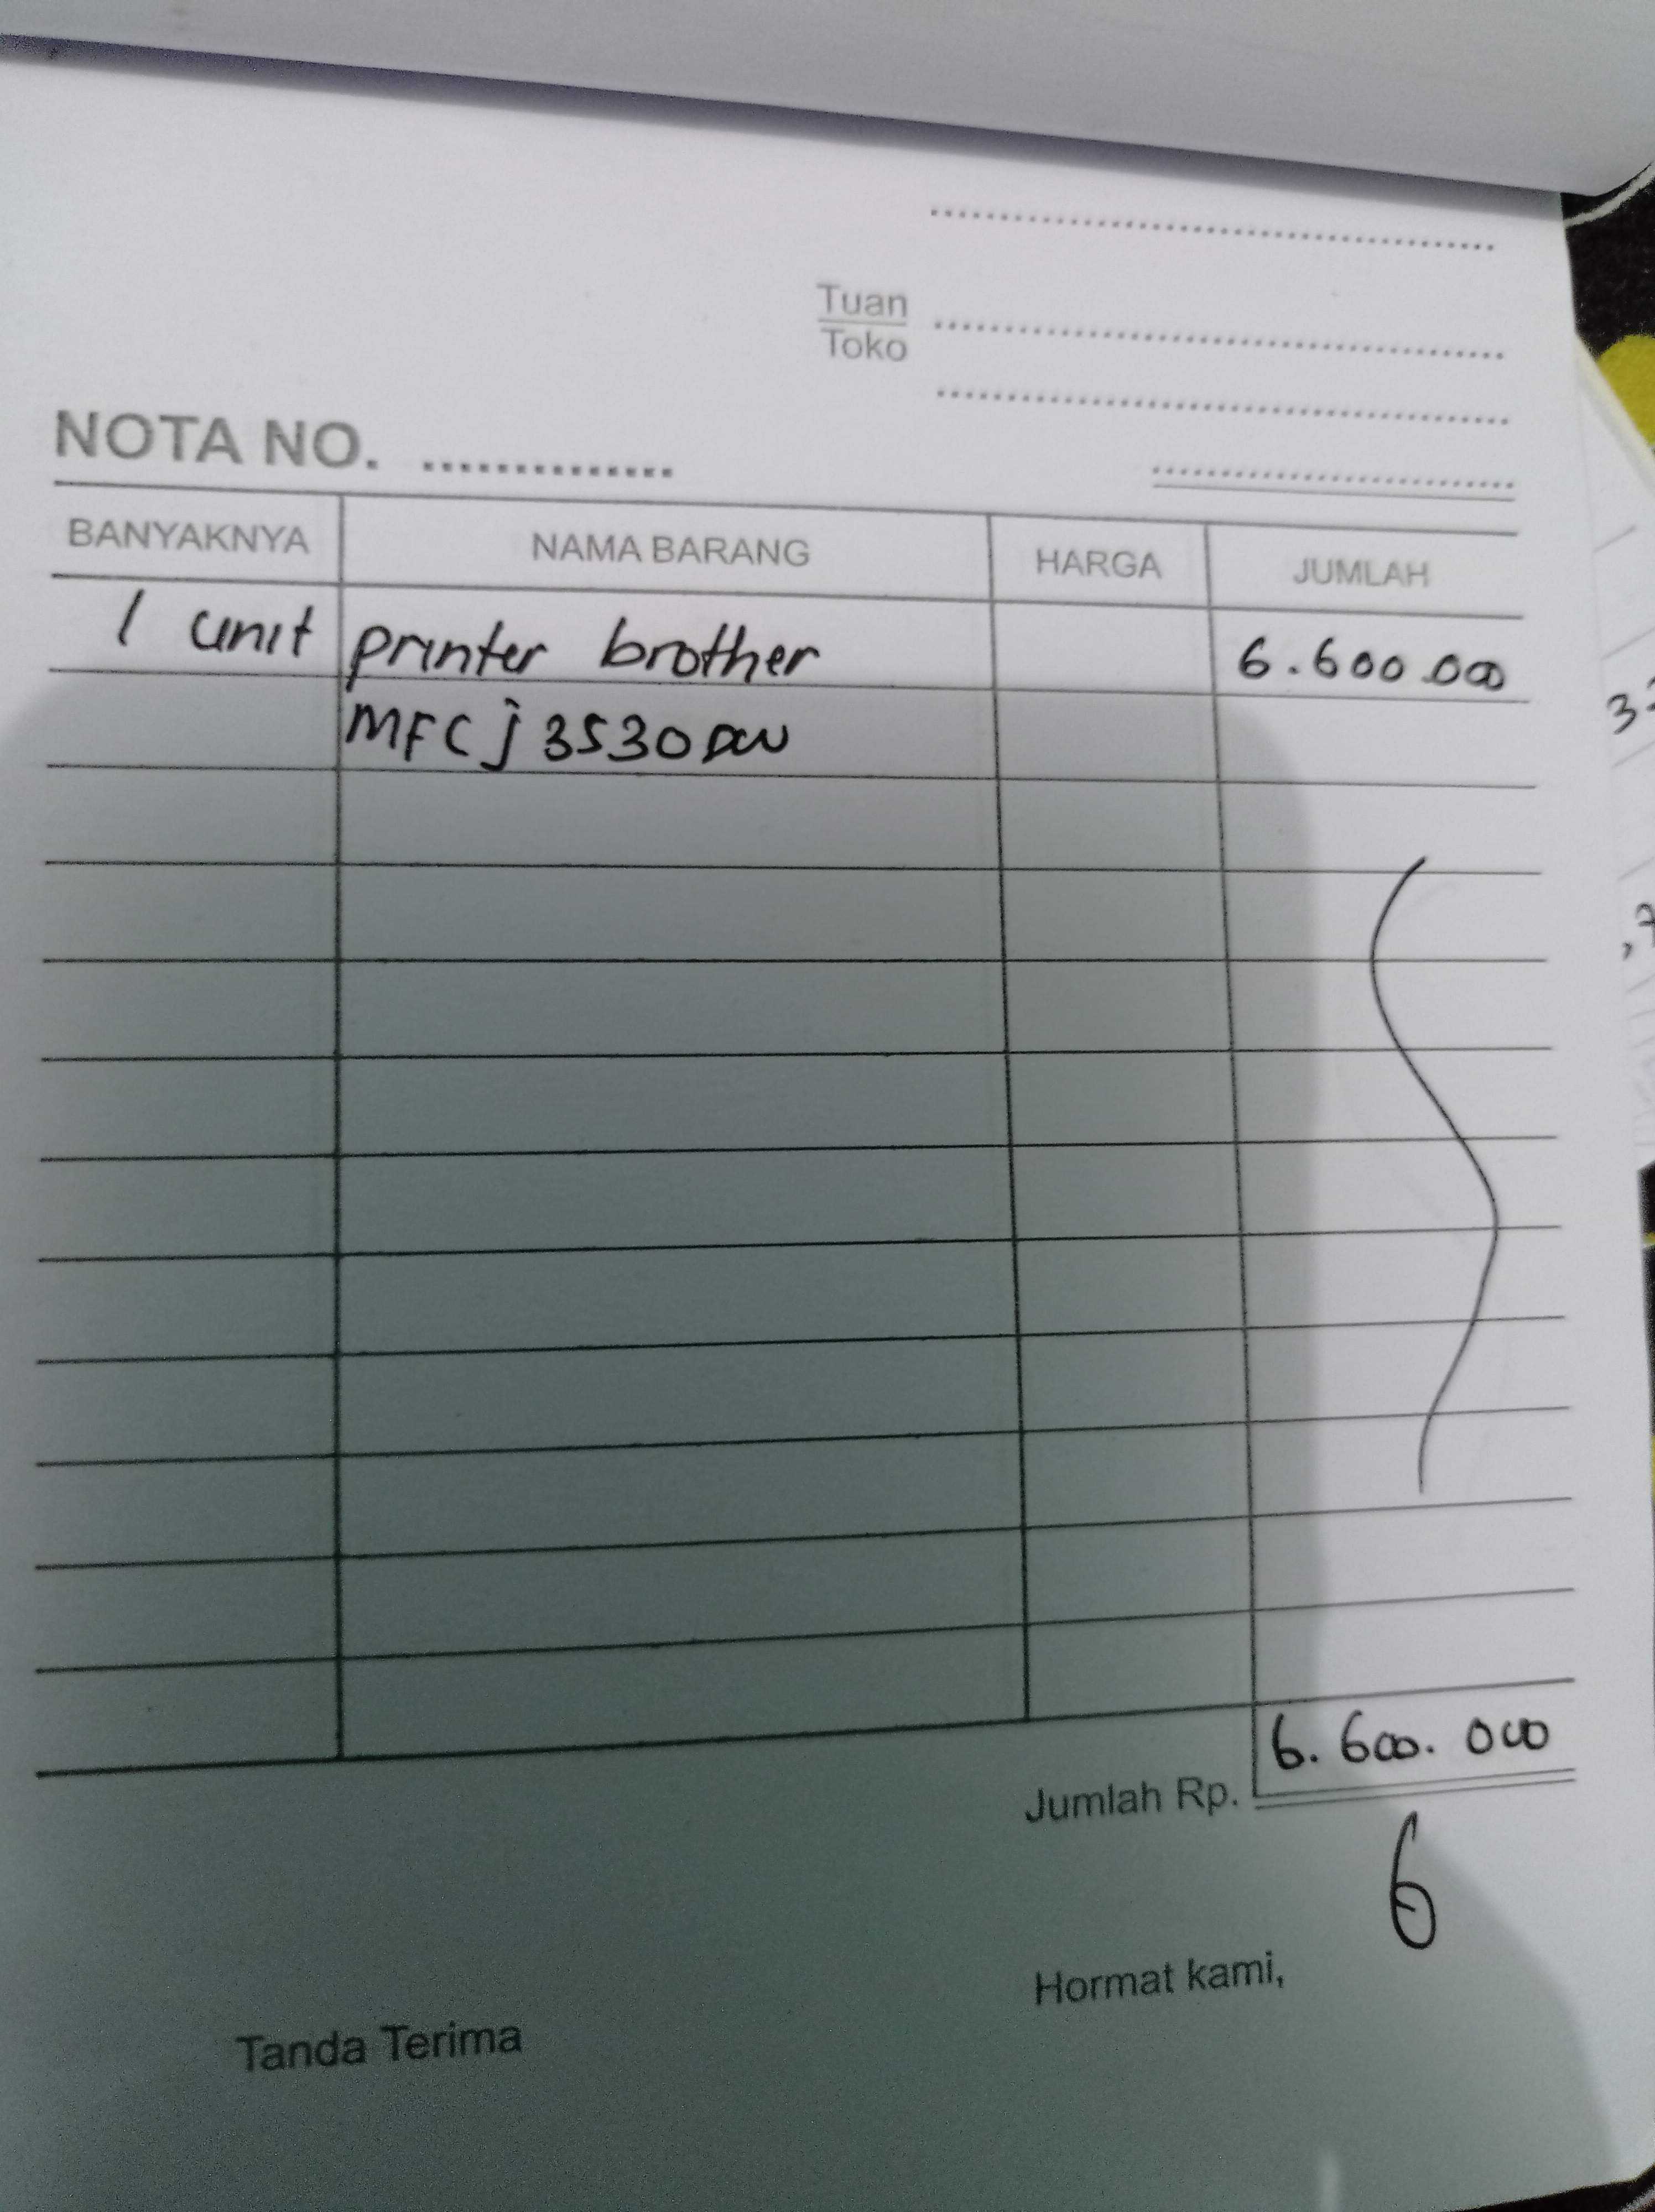 Tuan
Toko
NOTA NO. ..............
BANYAKNYA NAMA BARANG HARGA JUMLAH
1 unit printer brother 6.600.000
MFC j 3530 DW
Jumlah Rp. 6.600.000
6
Hormat kami,
Tanda Terima